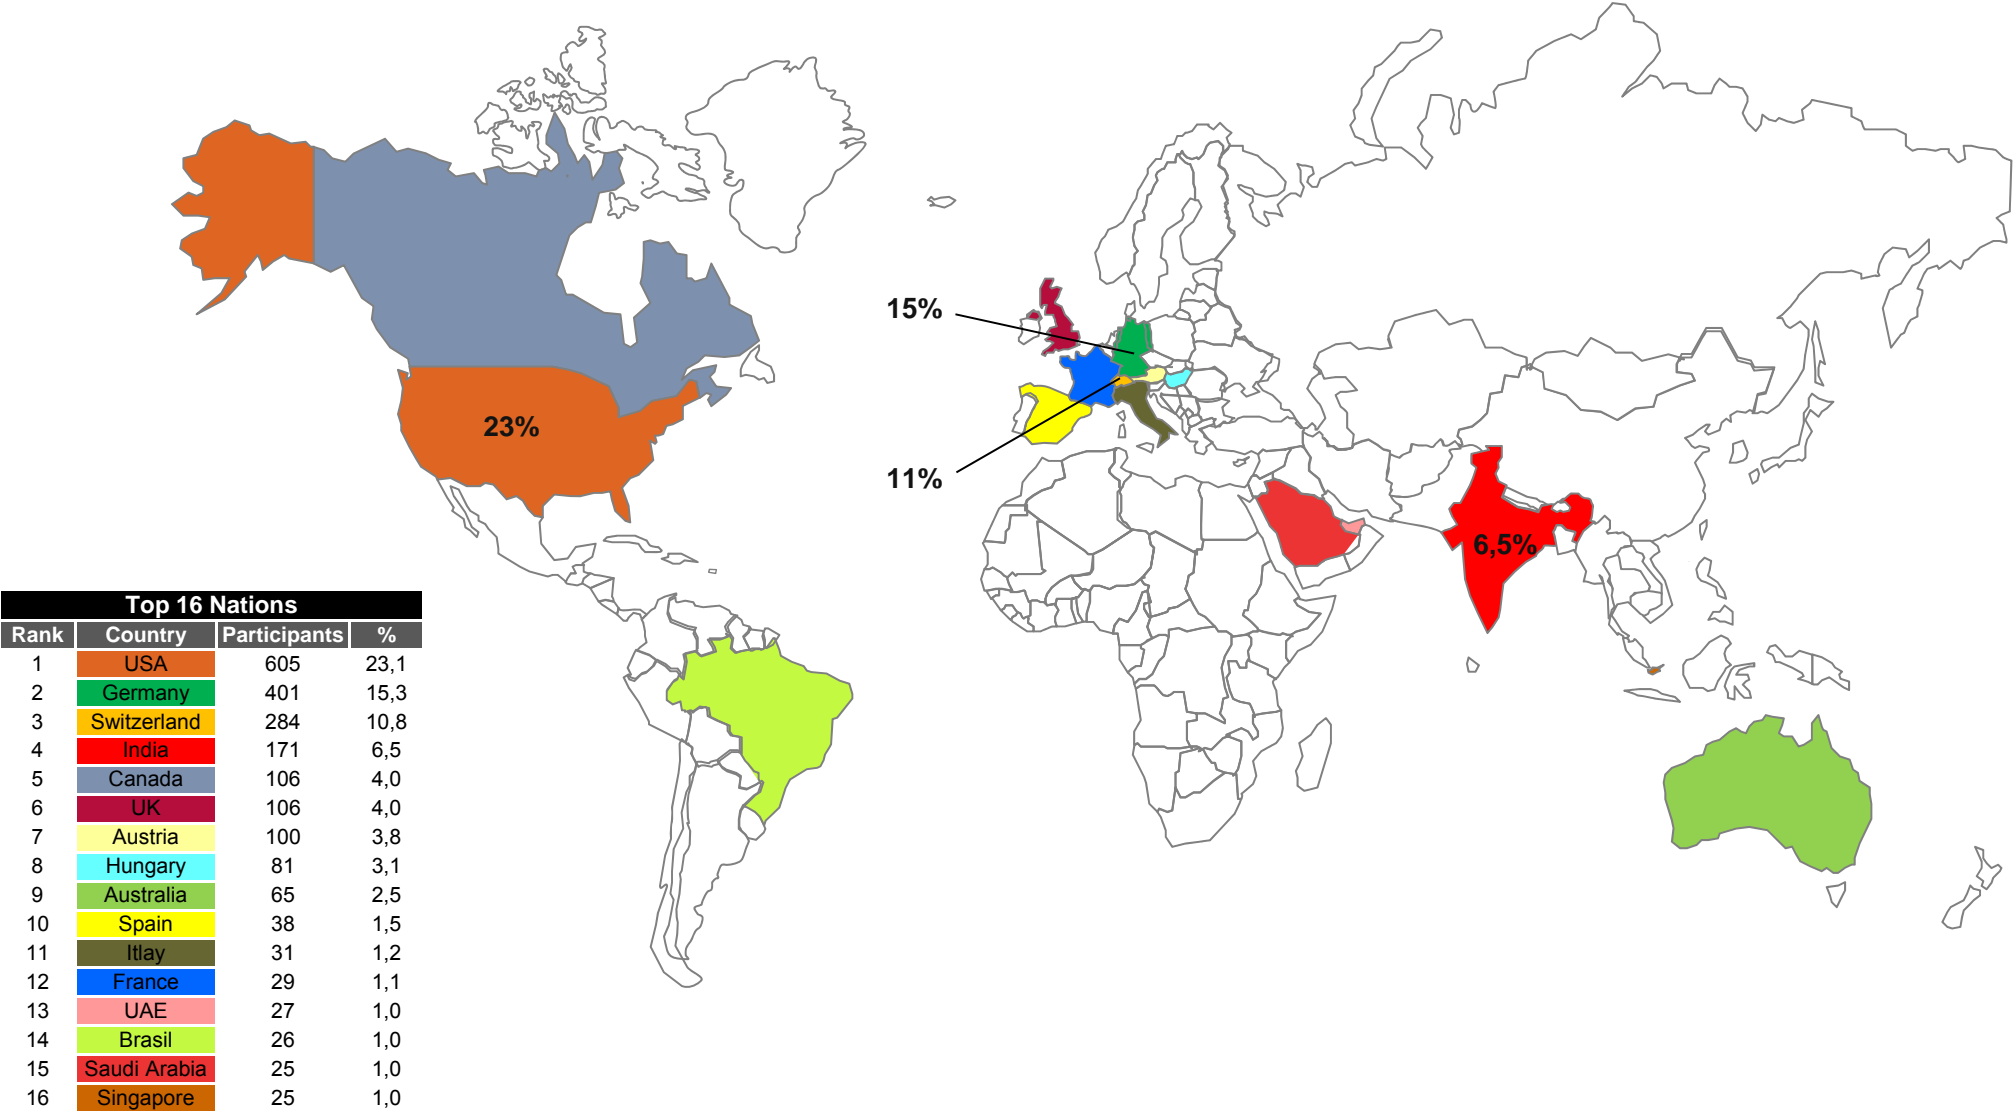 15%
23%
11%
6,5%
Top 16 Nations
Rank Country Participants %
1 USA 605 23,1
2 Germany 401 15,3
3 Switzerland 284 10,8
4 India 171 6,5
5 Canada 106 4,0
6 UK 106 4,0
7 Austria 100 3,8
8 Hungary 81 3,1
9 Australia 65 2,5
10 Spain 38 1,5
11 Itlay 31 1,2
12 France 29 1,1
13 UAE 27 1,0
14 Brasil 26 1,0
15 Saudi Arabia 25 1,0
16 Singapore 25 1,0